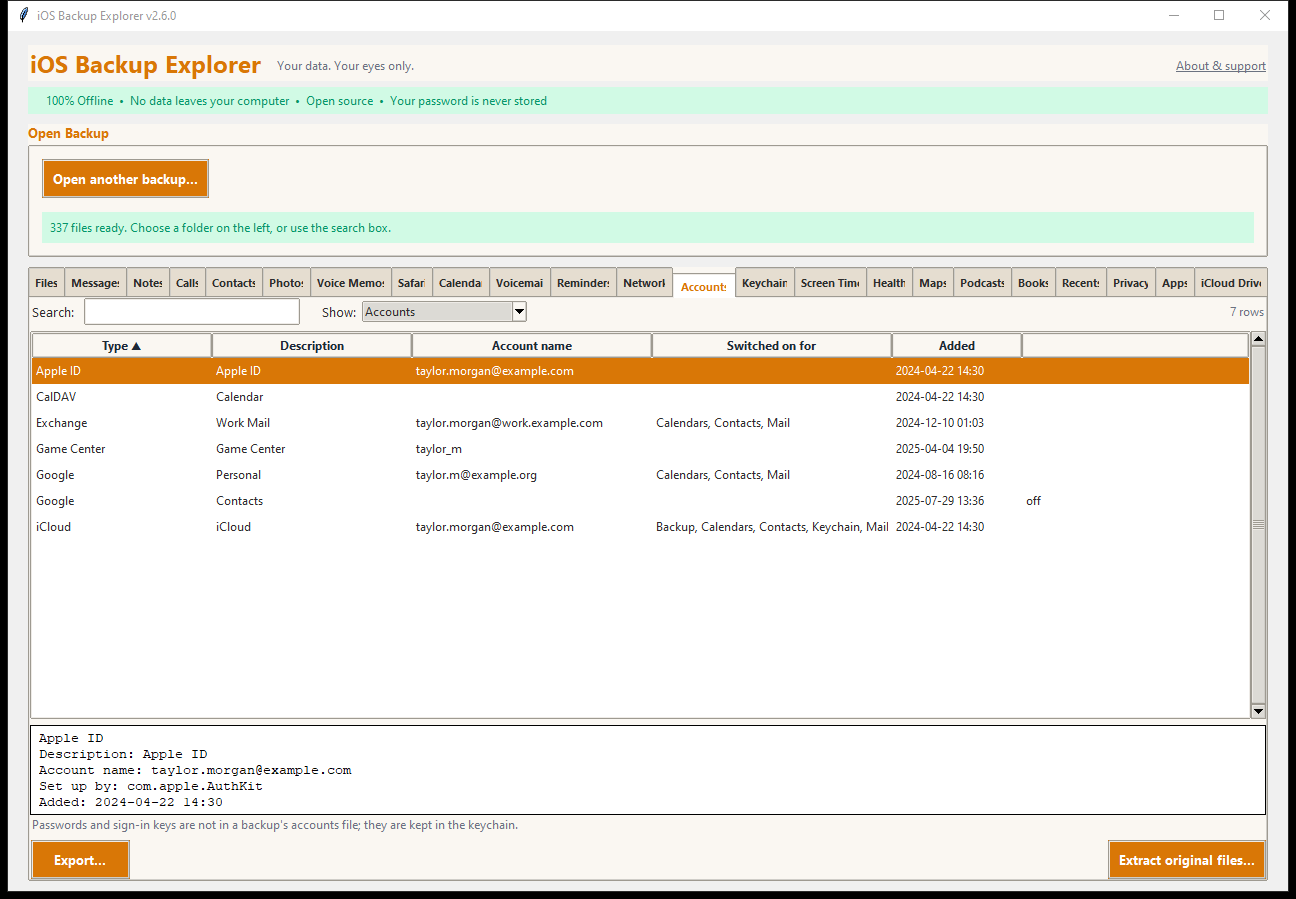 iOS Backup Explorer v2.6.0
iOS Backup Explorer Your data. Your eyes only. About & support
100% Offline • No data leaves your computer • Open source • Your password is never stored
Open Backup
Open another backup...
337 files ready. Choose a folder on the left, or use the search box.
Files Messages Notes Calls Contacts Photos Voice Memos Safari Calenda Voicemai Reminders Network Accounts Keychain Screen Time Health Maps Podcasts Books Recents Privacy Apps iCloud Drive
Search: Show: Accounts 7 rows
Type ▲ Description Account name Switched on for Added
Apple ID Apple ID taylor.morgan@example.com 2024-04-22 14:30
CalDAV Calendar 2024-04-22 14:30
Exchange Work Mail taylor.morgan@work.example.com Calendars, Contacts, Mail 2024-12-10 01:03
Game Center Game Center taylor_m 2025-04-04 19:50
Google Personal taylor.m@example.org Calendars, Contacts, Mail 2024-08-16 08:16
Google Contacts 2025-07-29 13:36 off
iCloud iCloud taylor.morgan@example.com Backup, Calendars, Contacts, Keychain, Mail 2024-04-22 14:30
Apple ID
Description: Apple ID
Account name: taylor.morgan@example.com
Set up by: com.apple.AuthKit
Added: 2024-04-22 14:30
Passwords and sign-in keys are not in a backup's accounts file; they are kept in the keychain.
Export... Extract original files...